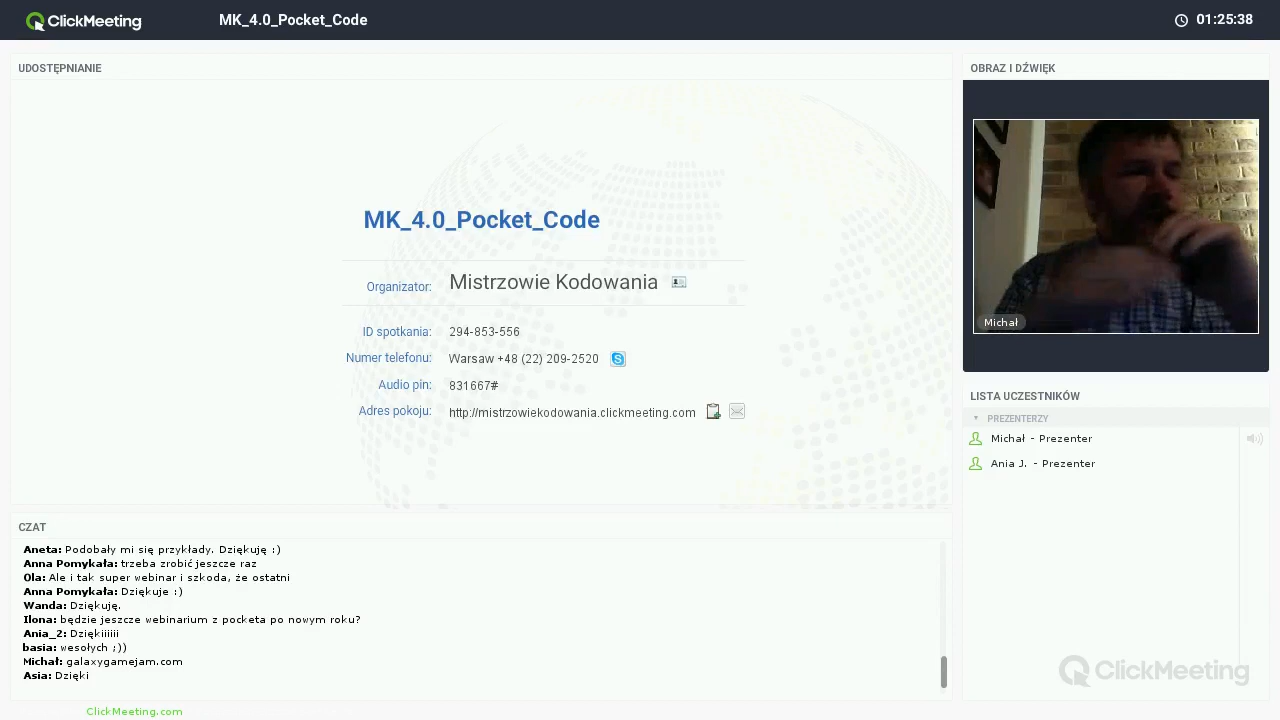 ClickMeeting
MK_4.0_Pocket_Code
01:25:38
UDOSTĘPNIANIE
MK_4.0_Pocket_Code
Organizator: Mistrzowie Kodowania
ID spotkania: 294-853-556
Numer telefonu: Warsaw +48 (22) 209-2520
Audio pin: 831667#
Adres pokoju: http://mistrzowiekodowania.clickmeeting.com
OBRAZ I DŹWIĘK
Michał
LISTA UCZESTNIKÓW
PREZENTERZY
Michał - Prezenter
Ania J. - Prezenter
ClickMeeting
CZAT
Aneta: Podobały mi się przykłady. Dziękuję :)
Anna Pomykała: trzeba zrobić jeszcze raz
Ola: Ale i tak super webinar i szkoda, że ostatni
Anna Pomykała: Dziękuje :)
Wanda: Dziękuję.
Ilona: będzie jeszcze webinarium z pocketa po nowym roku?
Ania_2: Dziękiiiiii
basia: wesołych ;))
Michał: galaxygamejam.com
Asia: Dzięki
ClickMeeting.com